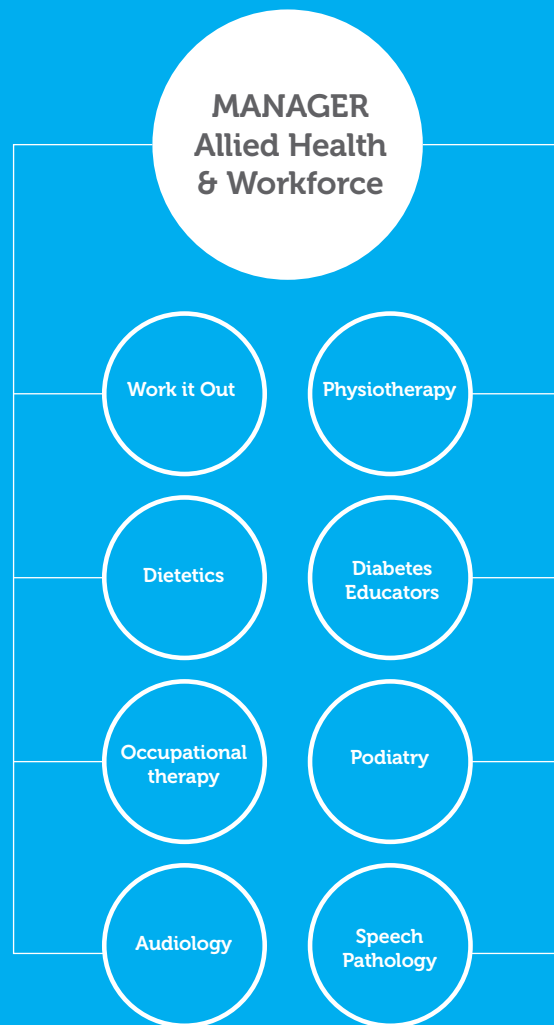 MANAGER
Allied Health
& Workforce
Work it Out
Physiotherapy
Dietetics
Diabetes
Educators
Occupational
therapy
Podiatry
Audiology
Speech
Pathology